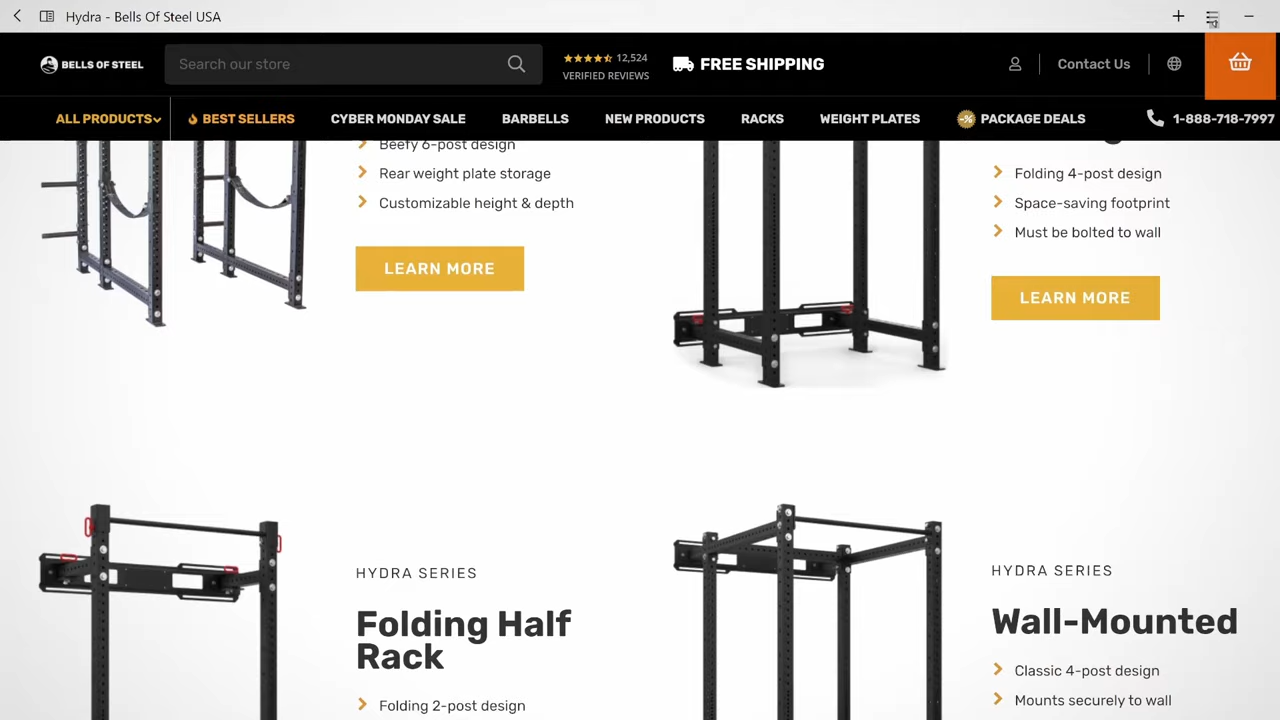 Hydra - Bells Of Steel USA
BELLS OF STEEL
Search our store
12,524
VERIFIED REVIEWS
FREE SHIPPING
Contact Us
ALL PRODUCTS
BEST SELLERS
CYBER MONDAY SALE
BARBELLS
NEW PRODUCTS
RACKS
WEIGHT PLATES
-%
PACKAGE DEALS
1-888-718-7997
Beefy 6-post design
Rear weight plate storage
Customizable height & depth
LEARN MORE
Folding 4-post design
Space-saving footprint
Must be bolted to wall
LEARN MORE
HYDRA SERIES
Folding Half
Rack
Folding 2-post design
HYDRA SERIES
Wall-Mounted
Classic 4-post design
Mounts securely to wall